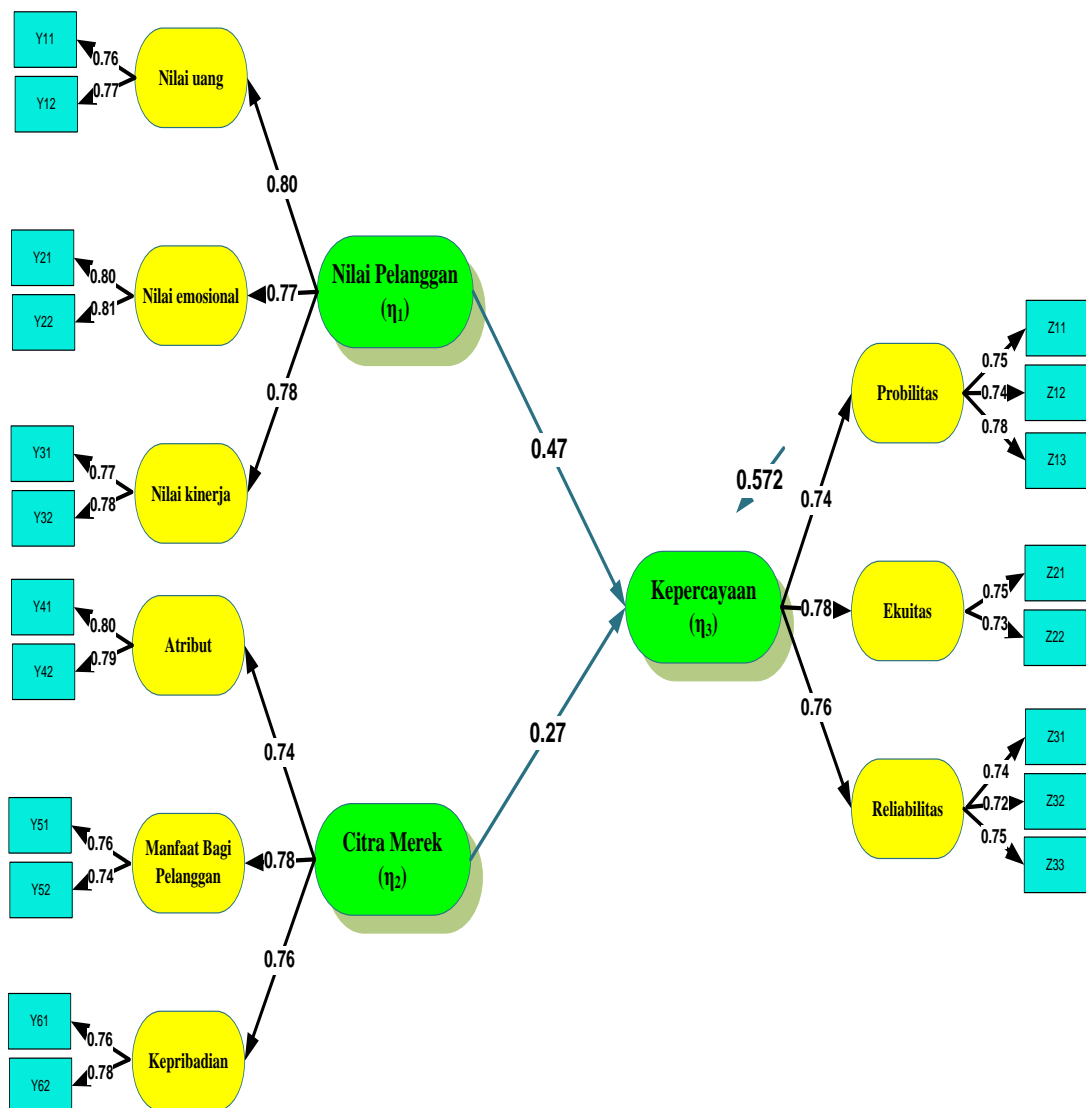 Y11
0.76
Y12
0.77
Nilai uang
0.80
Y21
0.80
Y22
0.81
Nilai emosional
0.77
Nilai Pelanggan
(η₁)
0.78
Y31
0.77
Y32
0.78
Nilai kinerja
0.47
0.572
Y41
0.80
Y42
0.79
Atribut
0.74
Y51
0.76
Y52
0.74
Manfaat Bagi
Pelanggan
0.78
Citra Merek
(η₂)
0.76
0.27
Y61
0.76
Y62
0.78
Kepribadian
Kepercayaan
(η₃)
0.74
0.78
0.76
Probilitas
0.75
Z11
0.74
Z12
0.78
Z13
Ekuitas
0.75
Z21
0.73
Z22
Reliabilitas
0.74
Z31
0.72
Z32
0.75
Z33